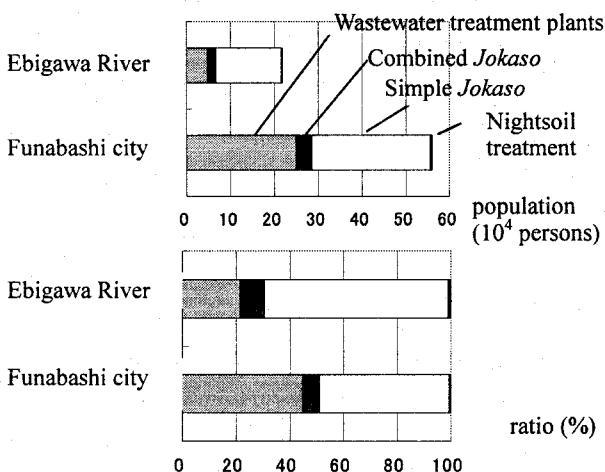 Wastewater treatment plants
Ebigawa River
Combined Jokaso
Simple Jokaso
Funabashi city
Nightsoil
treatment
0 10 20 30 40 50 60
population
(10⁴ persons)
Ebigawa River
Funabashi city
ratio (%)
0 20 40 60 80 100